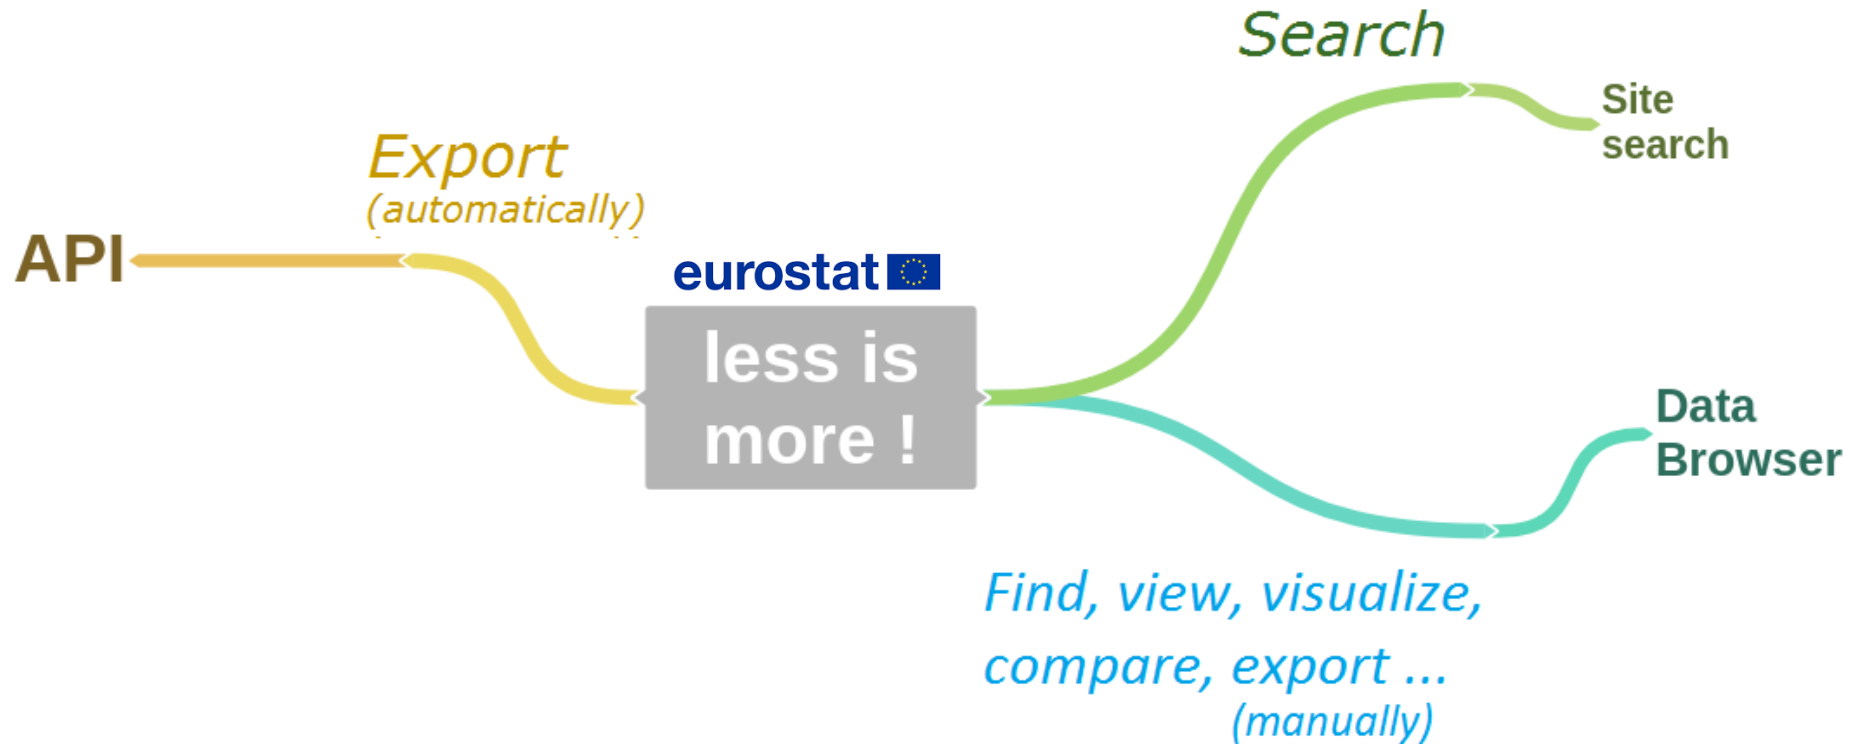 Search
Site
search
Export
(automatically)
API
eurostat
less is
more !
Data
Browser
Find, view, visualize,
compare, export ...
(manually)